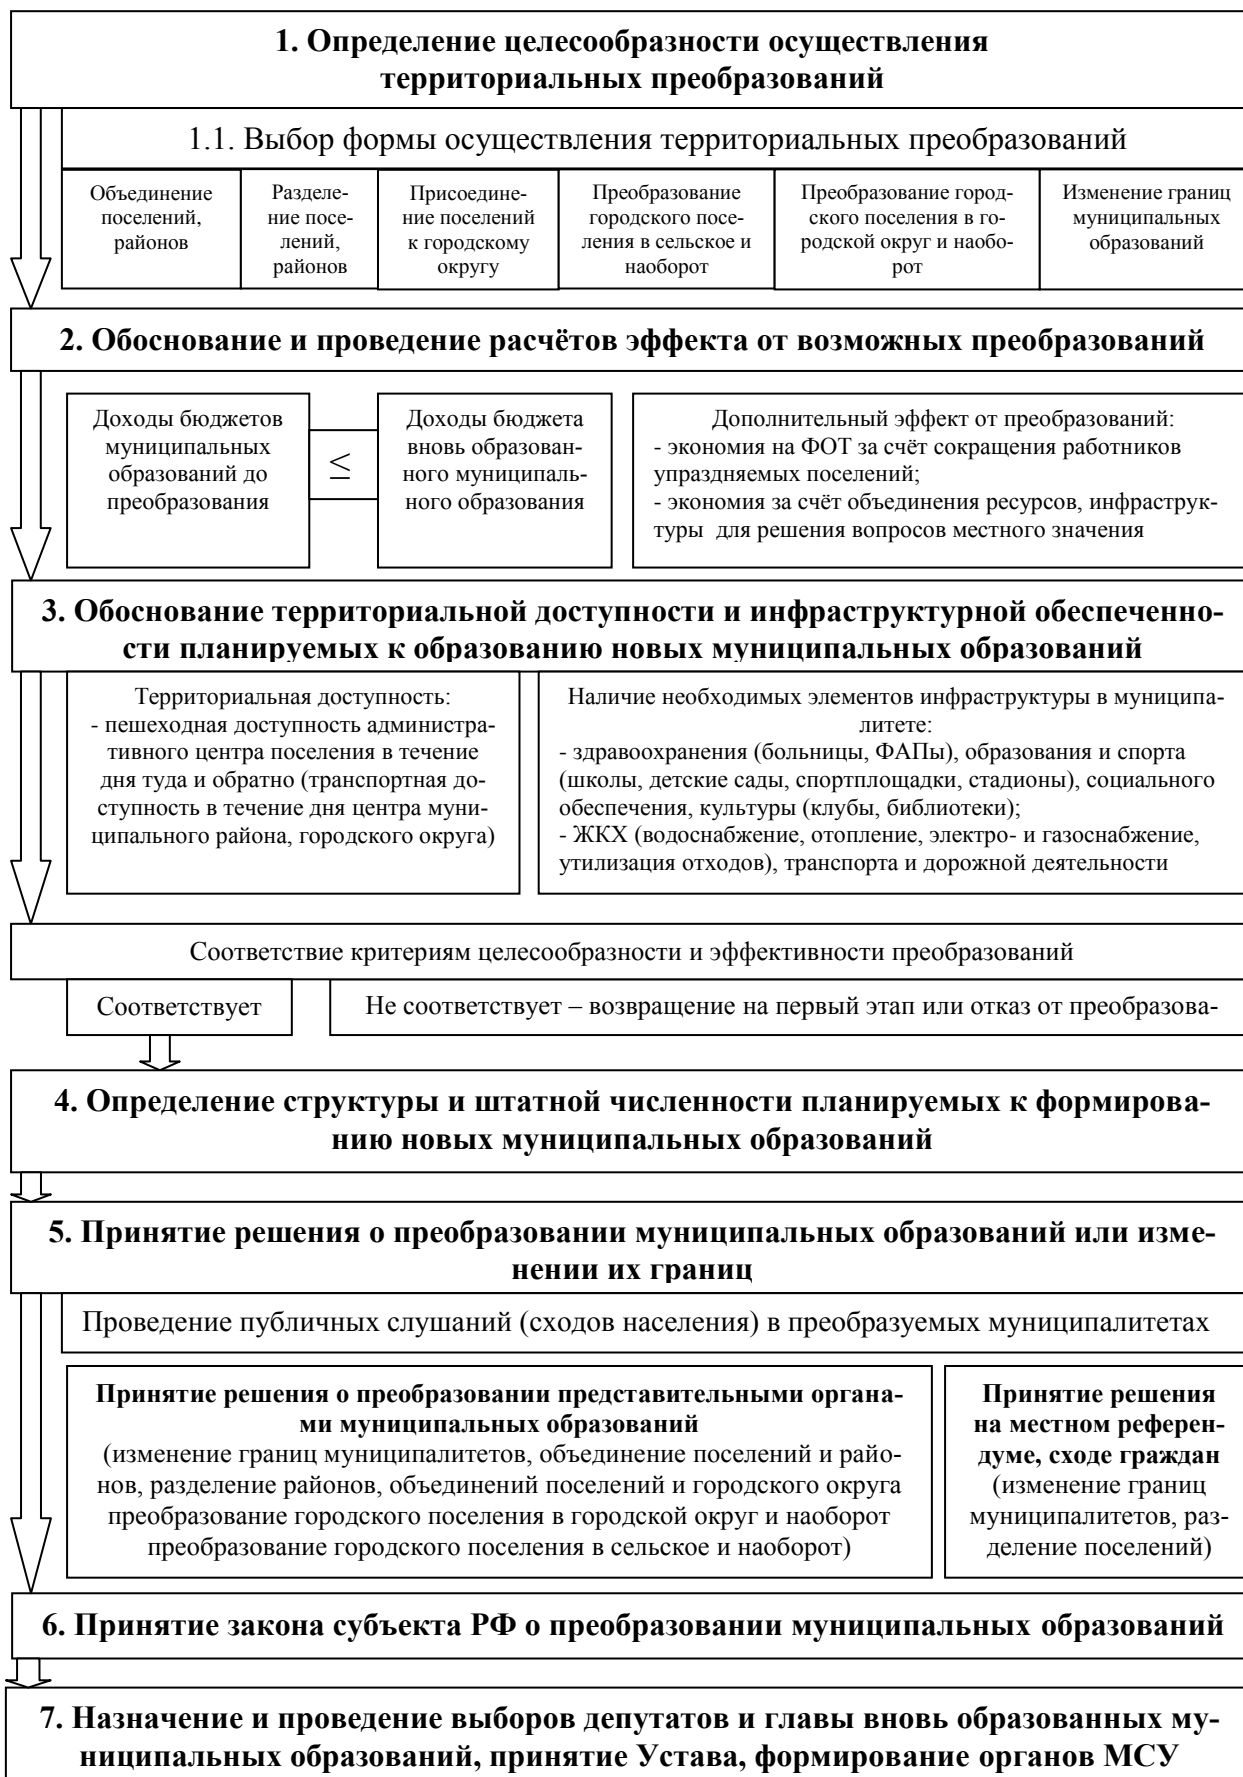 1. Определение целесообразности осуществления
территориальных преобразований
1.1. Выбор формы осуществления территориальных преобразований
Объединение
поселений,
районов
Разделе-
ние посе-
лений,
районов
Присоедине-
ние поселений
к городскому
округу
Преобразование
городского посе-
ления в сельское и
наоборот
Преобразование город-
ского поселения в го-
родской округ и наобо-
рот
Изменение границ
муниципальных
образований
2. Обоснование и проведение расчётов эффекта от возможных преобразований
Доходы бюджетов
муниципальных
образований до
преобразования
≤
Доходы бюджета
вновь образован-
ного муниципаль-
ного образования
Дополнительный эффект от преобразований:
- экономия на ФОТ за счёт сокращения работников
упраздняемых поселений;
- экономия за счёт объединения ресурсов, инфраструк-
туры для решения вопросов местного значения
3. Обоснование территориальной доступности и инфраструктурной обеспеченно-
сти планируемых к образованию новых муниципальных образований
Территориальная доступность:
- пешеходная доступность администра-
тивного центра поселения в течение
дня туда и обратно (транспортная до-
ступность в течение дня центра муни-
ципального района, городского округа)
Наличие необходимых элементов инфраструктуры в муниципа-
литете:
- здравоохранения (больницы, ФАПы), образования и спорта
(школы, детские сады, спортплощадки, стадионы), социального
обеспечения, культуры (клубы, библиотеки);
- ЖКХ (водоснабжение, отопление, электро- и газоснабжение,
утилизация отходов), транспорта и дорожной деятельности
Соответствие критериям целесообразности и эффективности преобразований
Соответствует
Не соответствует – возвращение на первый этап или отказ от преобразова-
4. Определение структуры и штатной численности планируемых к формирова-
нию новых муниципальных образований
5. Принятие решения о преобразовании муниципальных образований или изме-
нении их границ
Проведение публичных слушаний (сходов населения) в преобразуемых муниципалитетах
Принятие решения о преобразовании представительными органа-
ми муниципальных образований
(изменение границ муниципалитетов, объединение поселений и райо-
нов, разделение районов, объединений поселений и городского округа
преобразование городского поселения в городской округ и наоборот
преобразование городского поселения в сельское и наоборот)
Принятие решения
на местном референ-
думе, сходе граждан
(изменение границ
муниципалитетов, раз-
деление поселений)
6. Принятие закона субъекта РФ о преобразовании муниципальных образований
7. Назначение и проведение выборов депутатов и главы вновь образованных му-
ниципальных образований, принятие Устава, формирование органов МСУ